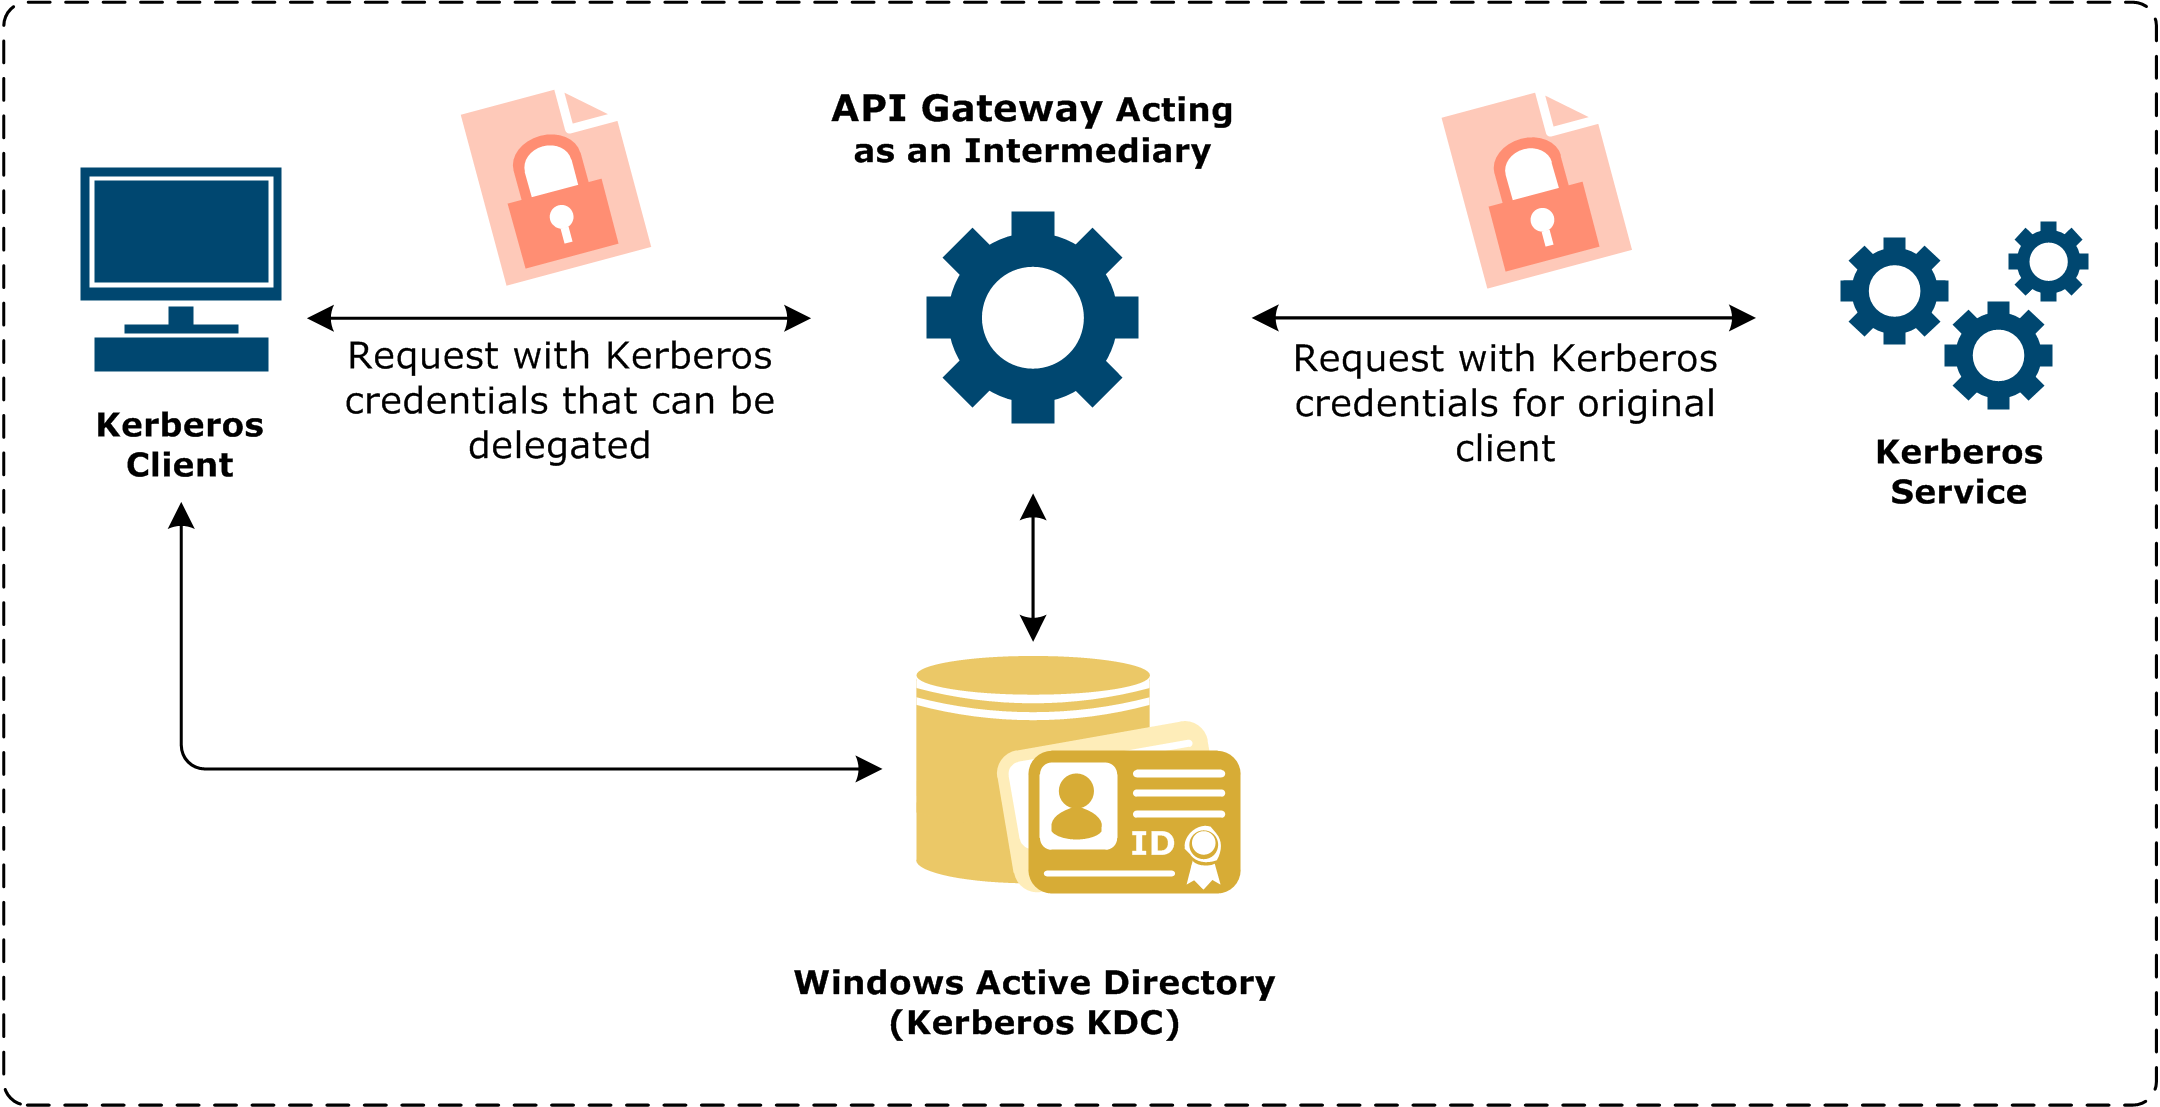 API Gateway Acting
as an Intermediary
Request with Kerberos
credentials that can be
delegated
Request with Kerberos
credentials for original
client
Kerberos
Client
Kerberos
Service
ID
Windows Active Directory
(Kerberos KDC)